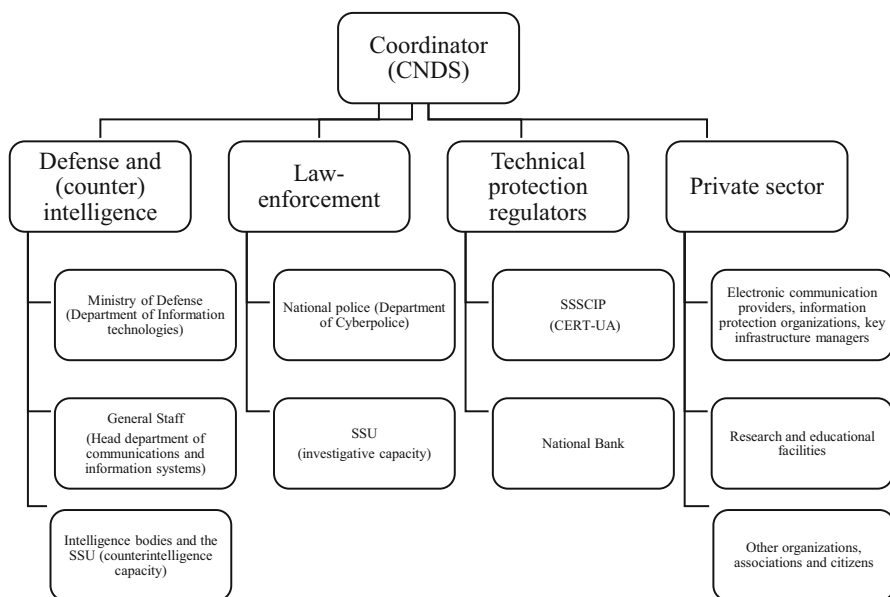 Coordinator
(CNDS)
Defense and
(counter)
intelligence
Law-
enforcement
Technical
protection
regulators
Private sector
Ministry of Defense
(Department of Information
technologies)
National police (Department
of Cyberpolice)
SSSCIP
(CERT-UA)
Electronic communication
providers, information
protection organizations, key
infrastructure managers
General Staff
(Head department of
communications and
information systems)
SSU
(investigative capacity)
National Bank
Research and educational
facilities
Intelligence bodies and the
SSU (counterintelligence
capacity)
Other organizations,
associations and citizens